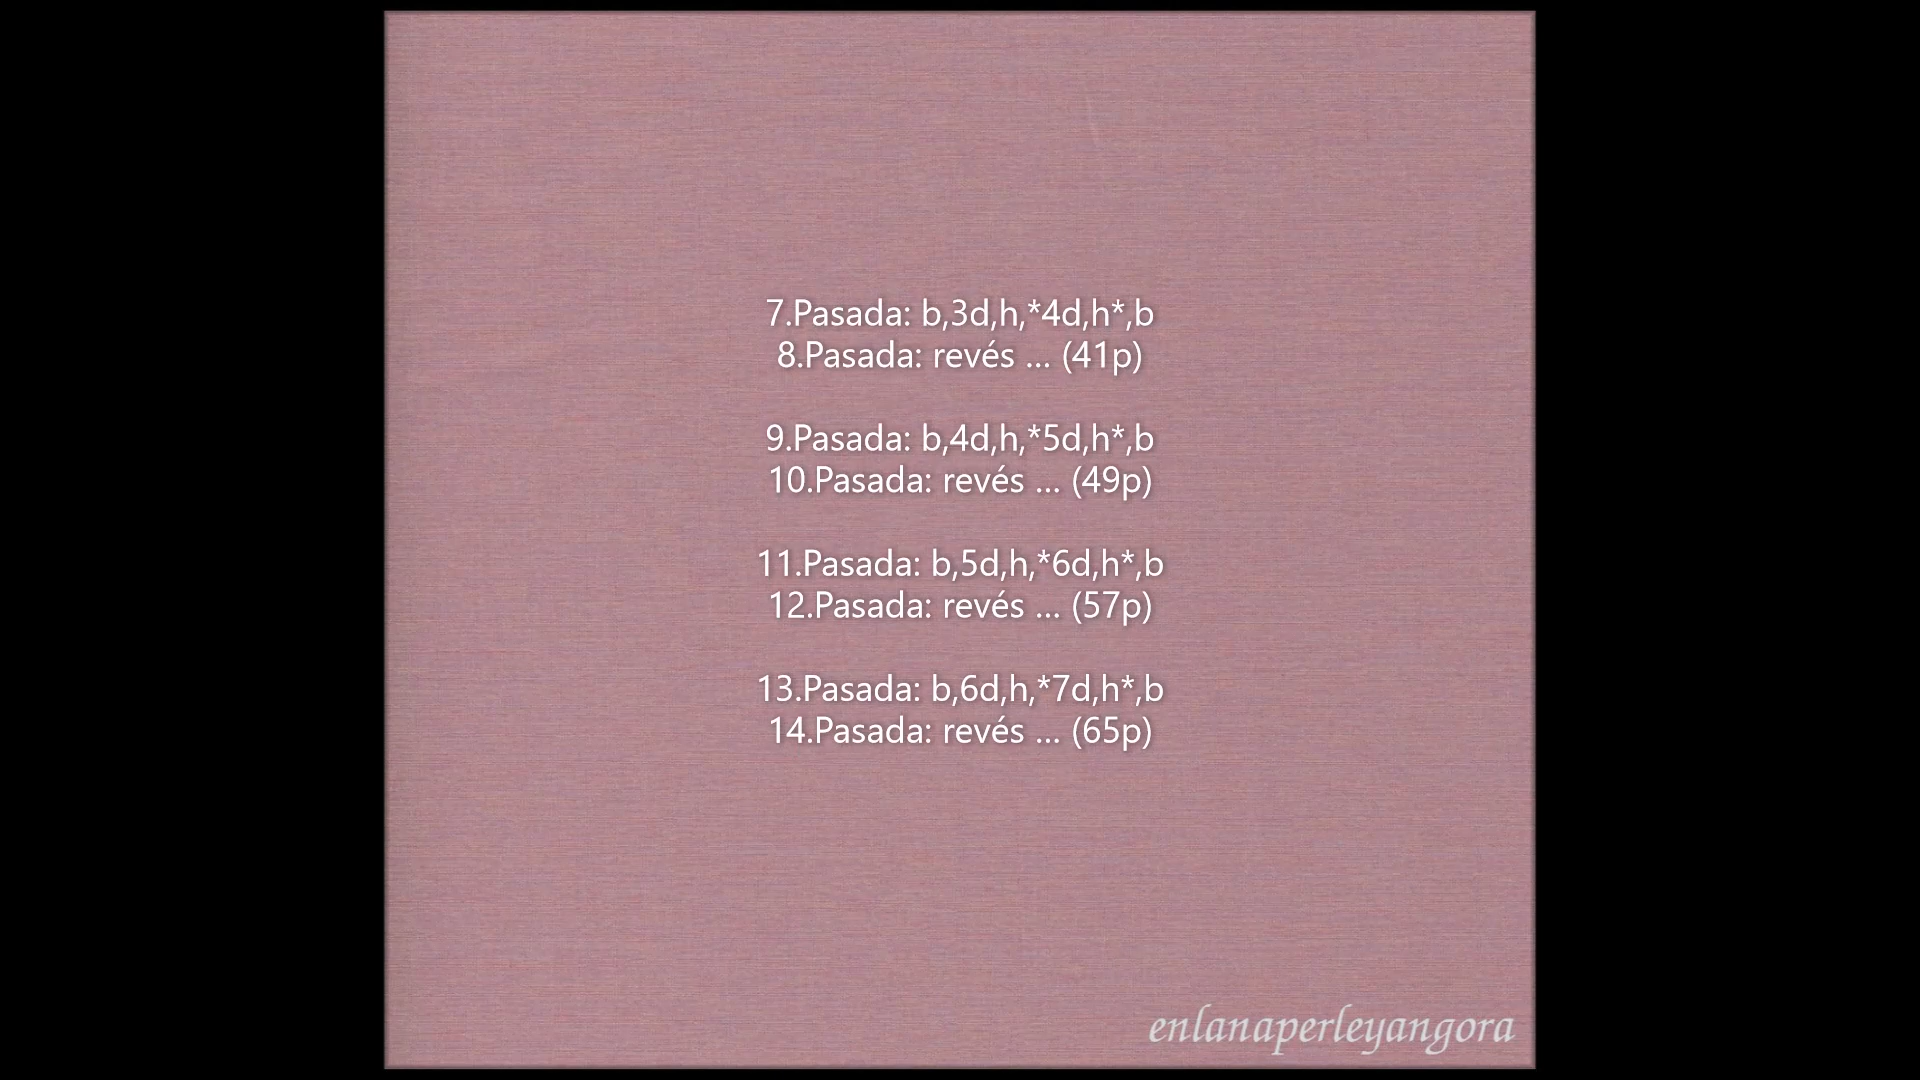 7.Pasada: b,3d,h,*4d,h*,b
8.Pasada: revés ... (41p)
9.Pasada: b,4d,h,*5d,h*,b
10.Pasada: revés ... (49p)
11.Pasada: b,5d,h,*6d,h*,b
12.Pasada: revés ... (57p)
13.Pasada: b,6d,h,*7d,h*,b
14.Pasada: revés ... (65p)
enlanaperleyangora